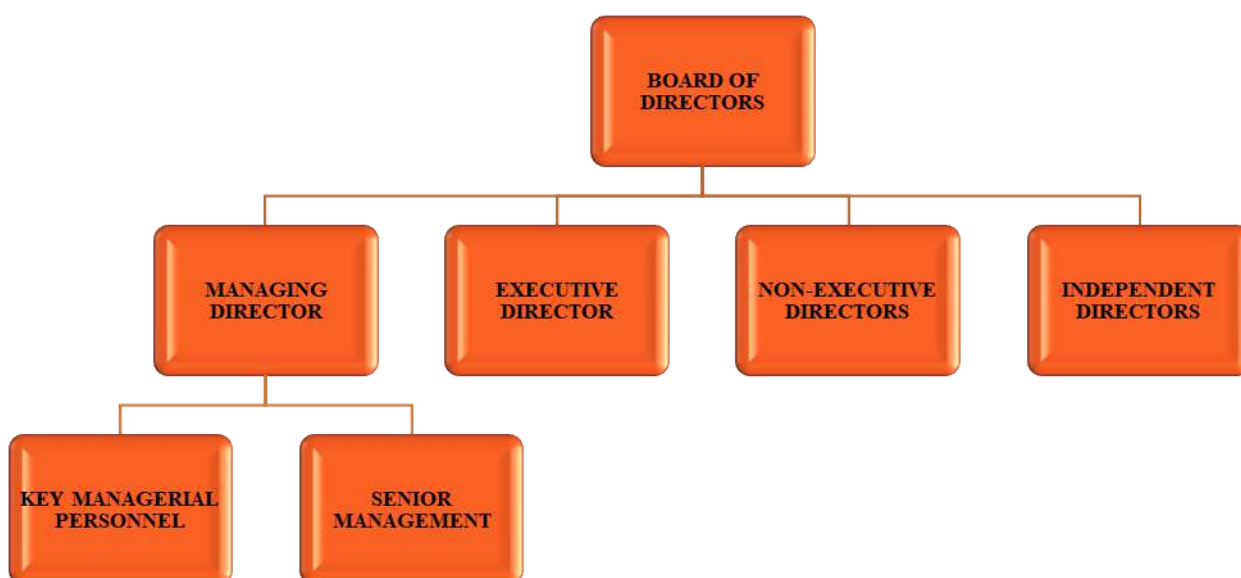 BOARD OF
DIRECTORS
MANAGING
DIRECTOR
EXECUTIVE
DIRECTOR
NON-EXECUTIVE
DIRECTORS
INDEPENDENT
DIRECTORS
KEY MANAGERIAL
PERSONNEL
SENIOR
MANAGEMENT